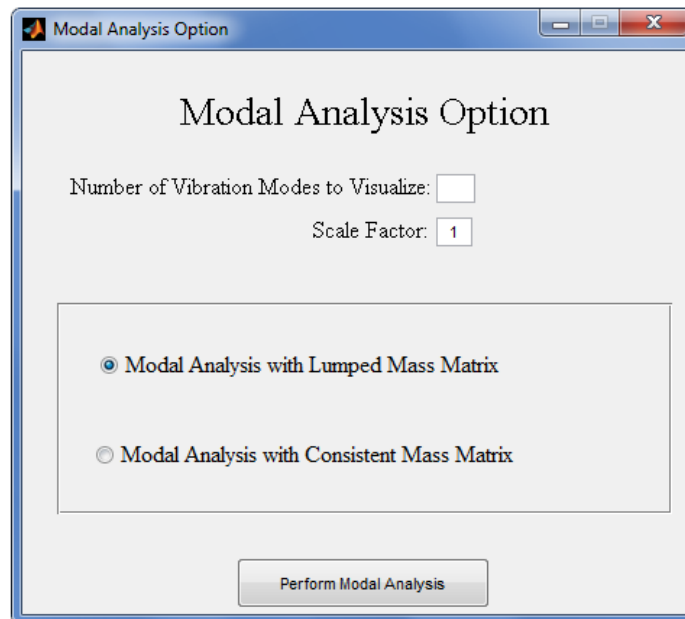 Modal Analysis Option
Modal Analysis Option
Number of Vibration Modes to Visualize:
Scale Factor: 1
Modal Analysis with Lumped Mass Matrix
Modal Analysis with Consistent Mass Matrix
Perform Modal Analysis